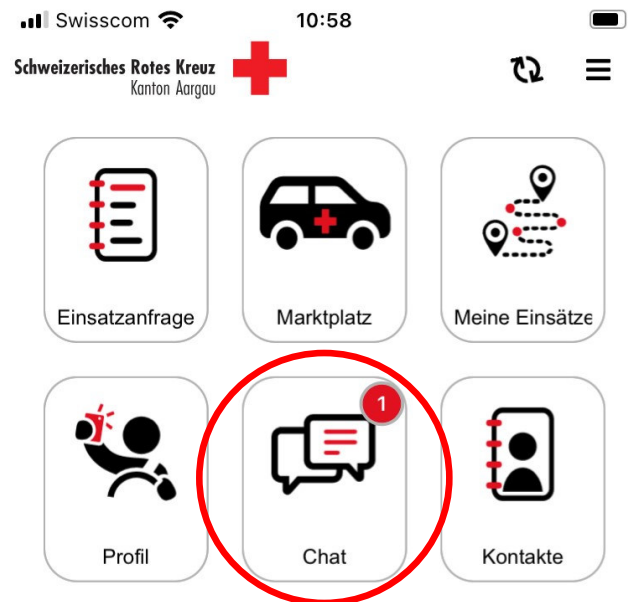 Swisscom 10:58
Schweizerisches Rotes Kreuz
Kanton Aargau
Einsatzanfrage Marktplatz Meine Einsätze
1
Profil Chat Kontakte